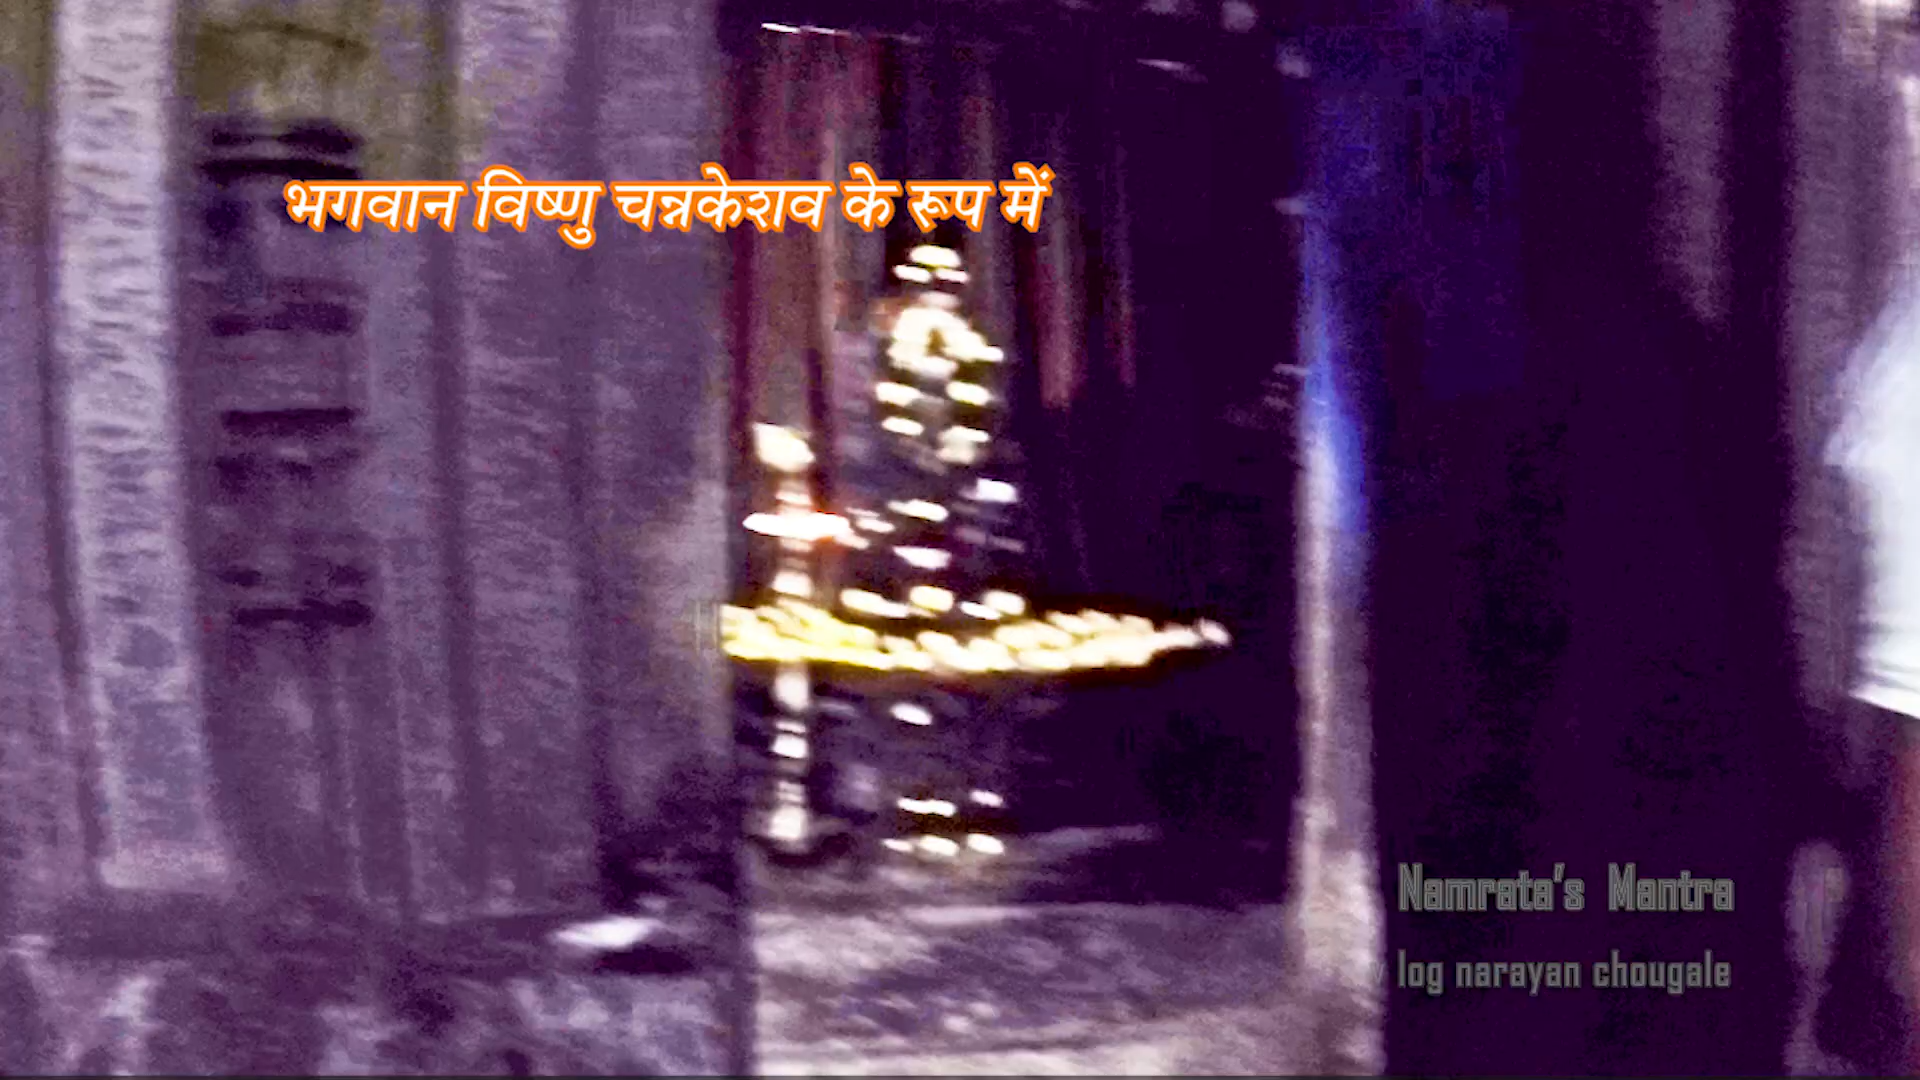 भगवान विष्णु चन्नकेशव के रूप में
Namrata's Mantra
v log narayan chougale